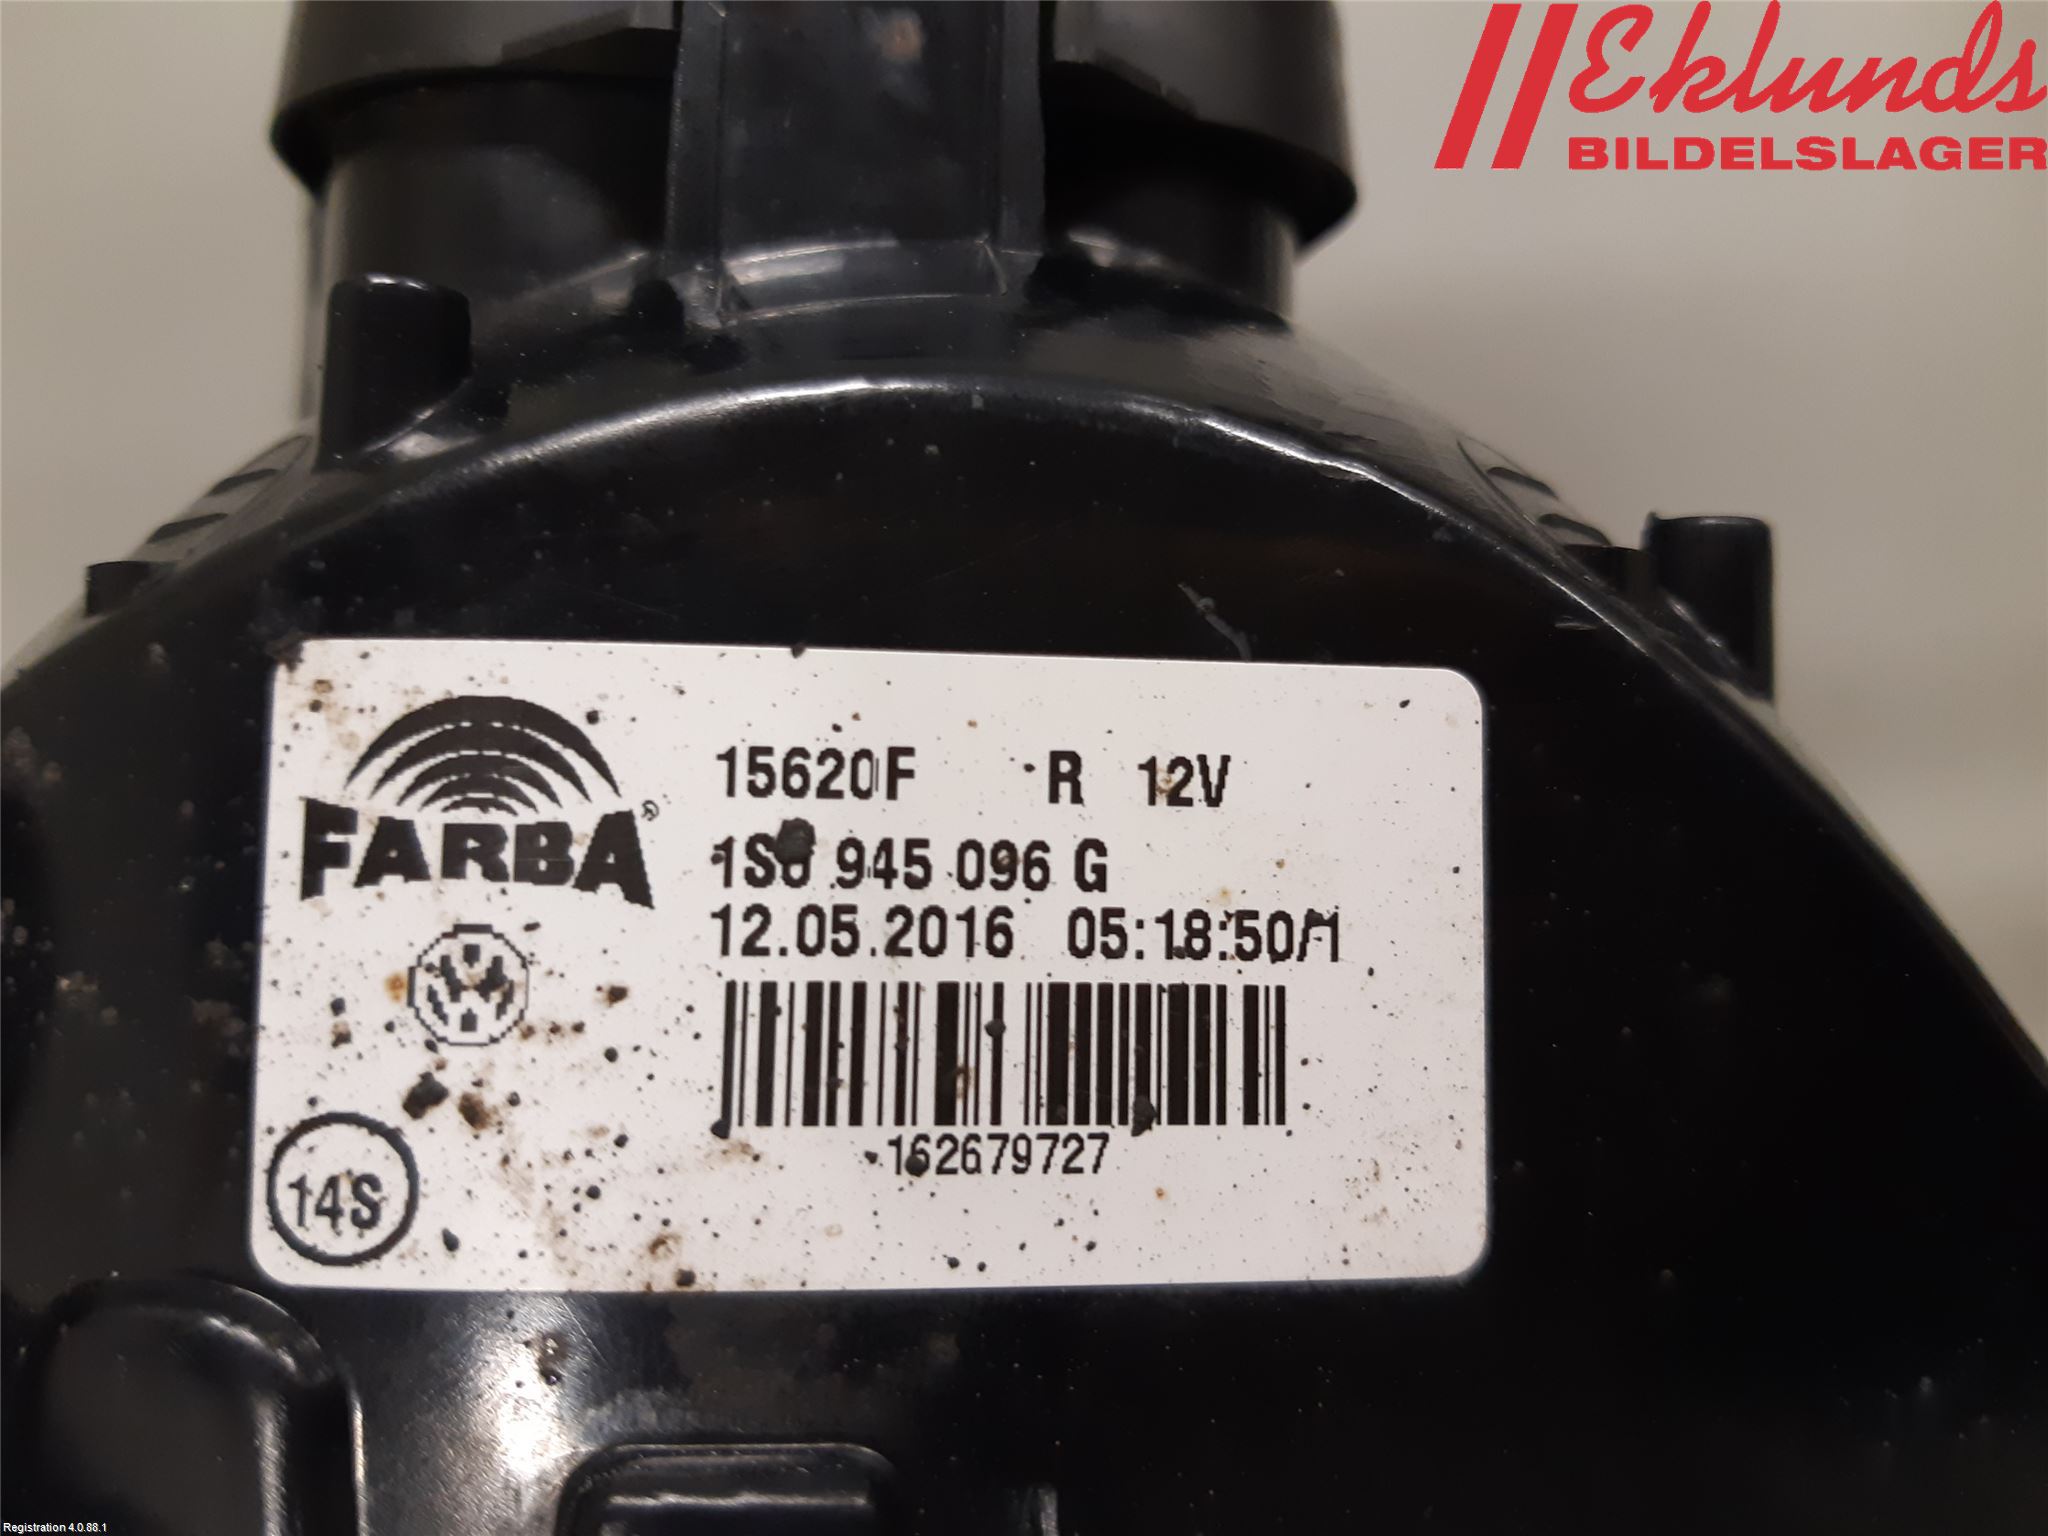 Eklunds
BILDELSLAGER
FARBA®
15620F R 12V
1S0 945 096 G
12.05.2016 05:18:50/1
162679727
14S
Registration 4.0.88.1